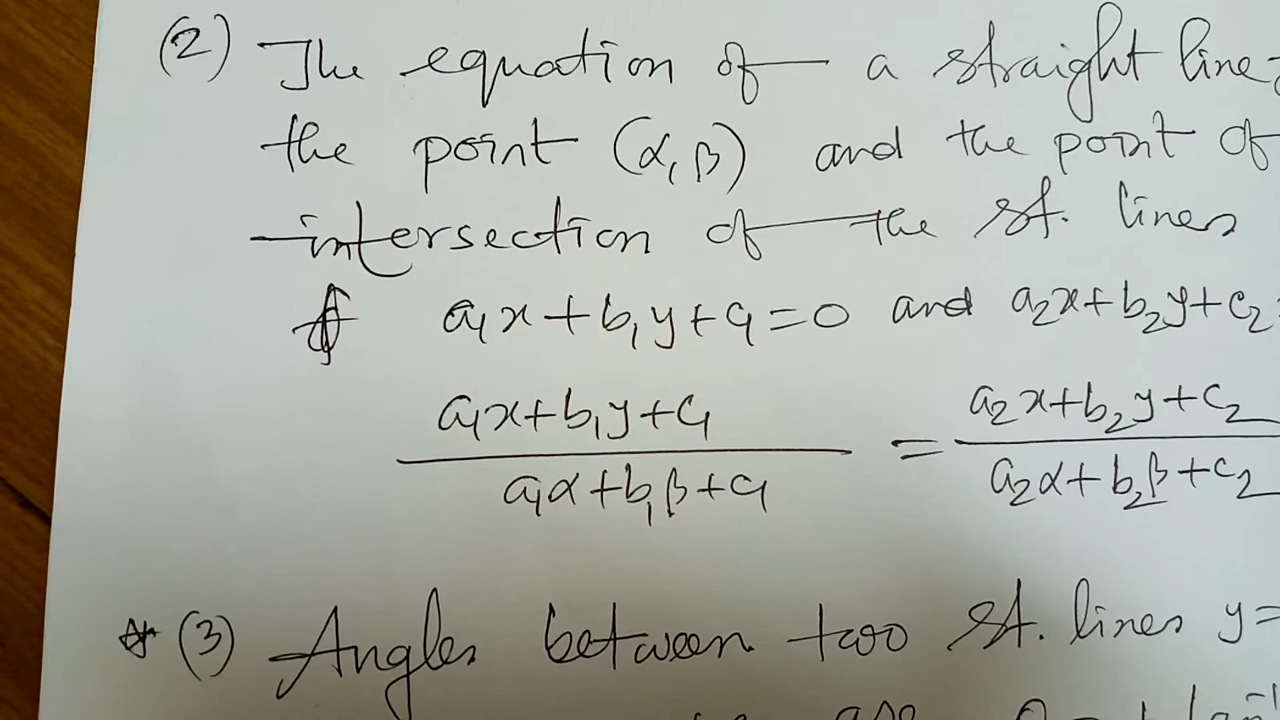 (2) The equation of a straight line
the point (α, β) and the point of
intersection of the st. lines
a₁x + b₁y + c₁ = 0 and a₂x + b₂y + c₂
a₁x + b₁y + c₁ / a₁α + b₁β + c₁ = a₂x + b₂y + c₂ / a₂α + b₂β + c₂
(3) Angles between two st. lines y =
are